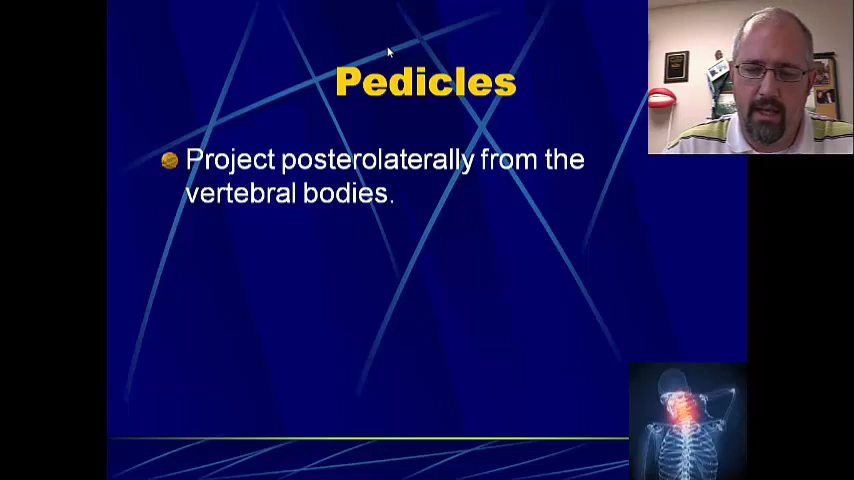 Pedicles
Project posterolaterally from the
vertebral bodies.